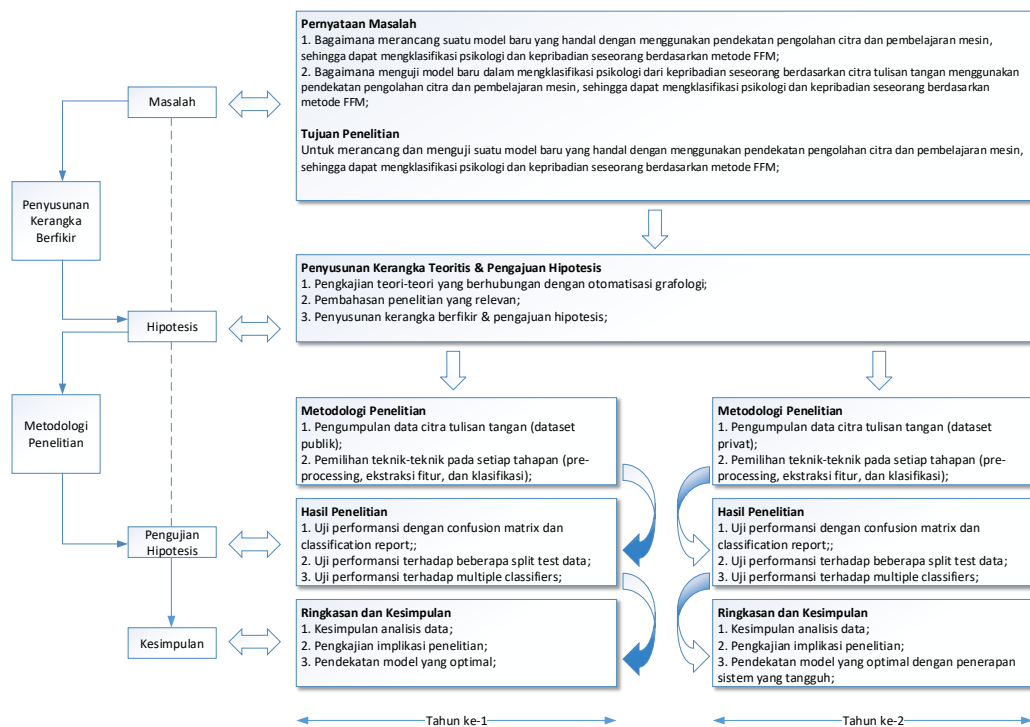 Pernyataan Masalah
1. Bagaimana merancang suatu model baru yang handal dengan menggunakan pendekatan pengolahan citra dan pembelajaran mesin,
sehingga dapat mengklasifikasi psikologi dan kepribadian seseorang berdasarkan metode FFM;
2. Bagaimana menguji model baru dalam mengklasifikasi psikologi dari kepribadian seseorang berdasarkan citra tulisan tangan menggunakan
pendekatan pengolahan citra dan pembelajaran mesin, sehingga dapat mengklasifikasi psikologi dan kepribadian seseorang berdasarkan
metode FFM;
Tujuan Penelitian
Untuk merancang dan menguji suatu model baru yang handal dengan menggunakan pendekatan pengolahan citra dan pembelajaran mesin,
sehingga dapat mengklasifikasi psikologi dan kepribadian seseorang berdasarkan metode FFM;
Masalah
Penyusunan
Kerangka
Berfikir
Penyusunan Kerangka Teoritis & Pengajuan Hipotesis
1. Pengkajian teori-teori yang berhubungan dengan otomatisasi grafologi;
2. Pembahasan penelitian yang relevan;
3. Penyusunan kerangka berfikir & pengajuan hipotesis;
Hipotesis
Metodologi
Penelitian
Metodologi Penelitian
1. Pengumpulan data citra tulisan tangan (dataset
publik);
2. Pemilihan teknik-teknik pada setiap tahapan (pre-
processing, ekstraksi fitur, dan klasifikasi);
Metodologi Penelitian
1. Pengumpulan data citra tulisan tangan (dataset
privat);
2. Pemilihan teknik-teknik pada setiap tahapan (pre-
processing, ekstraksi fitur, dan klasifikasi);
Pengujian
Hipotesis
Hasil Penelitian
1. Uji performansi dengan confusion matrix dan
classification report;;
2. Uji performansi terhadap beberapa split test data;
3. Uji performansi terhadap multiple classifiers;
Hasil Penelitian
1. Uji performansi dengan confusion matrix dan
classification report;
2. Uji performansi terhadap beberapa split test data;
3. Uji performansi terhadap multiple classifiers;
Kesimpulan
Ringkasan dan Kesimpulan
1. Kesimpulan analisis data;
2. Pengkajian implikasi penelitian;
3. Pendekatan model yang optimal;
Ringkasan dan Kesimpulan
1. Kesimpulan analisis data;
2. Pengkajian implikasi penelitian;
3. Pendekatan model yang optimal dengan penerapan
sistem yang tangguh;
Tahun ke-1
Tahun ke-2